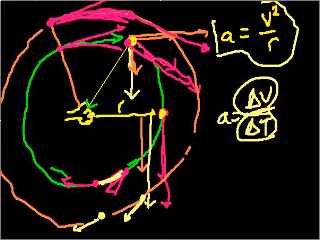 a = V²/r
r
a = ΔV/ΔT